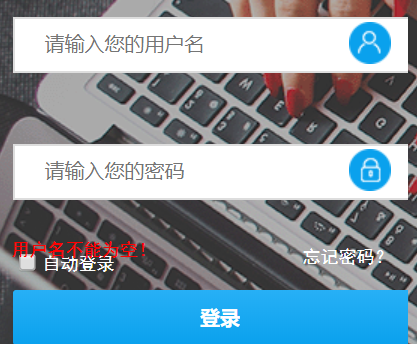 请输入您的用户名
请输入您的密码
用户名不能为空!
自动登录
忘记密码?
登录